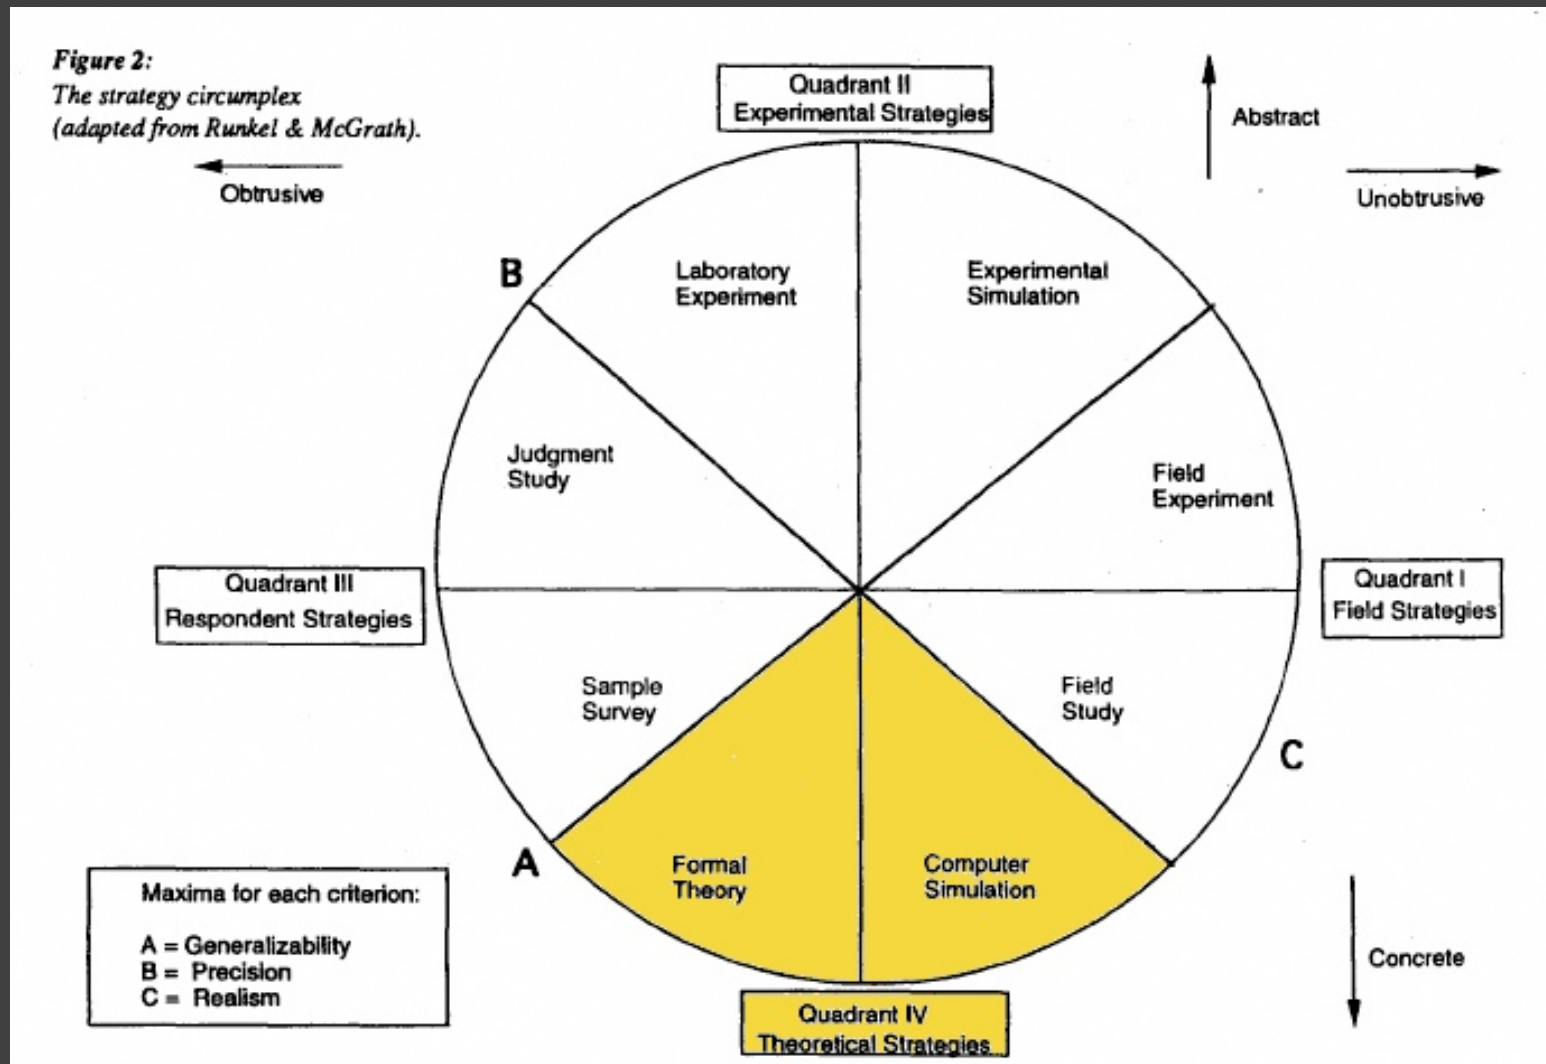 Figure 2:
The strategy circumplex
(adapted from Runkel & McGrath).
Obtrusive
Quadrant II
Experimental Strategies
Abstract
Unobtrusive
B
Laboratory
Experiment
Experimental
Simulation
Judgment
Study
Field
Experiment
Quadrant III
Respondent Strategies
Quadrant I
Field Strategies
Sample
Survey
Field
Study
C
A
Formal
Theory
Computer
Simulation
Maxima for each criterion:
A = Generalizability
B = Precision
C = Realism
Concrete
Quadrant IV
Theoretical Strategies